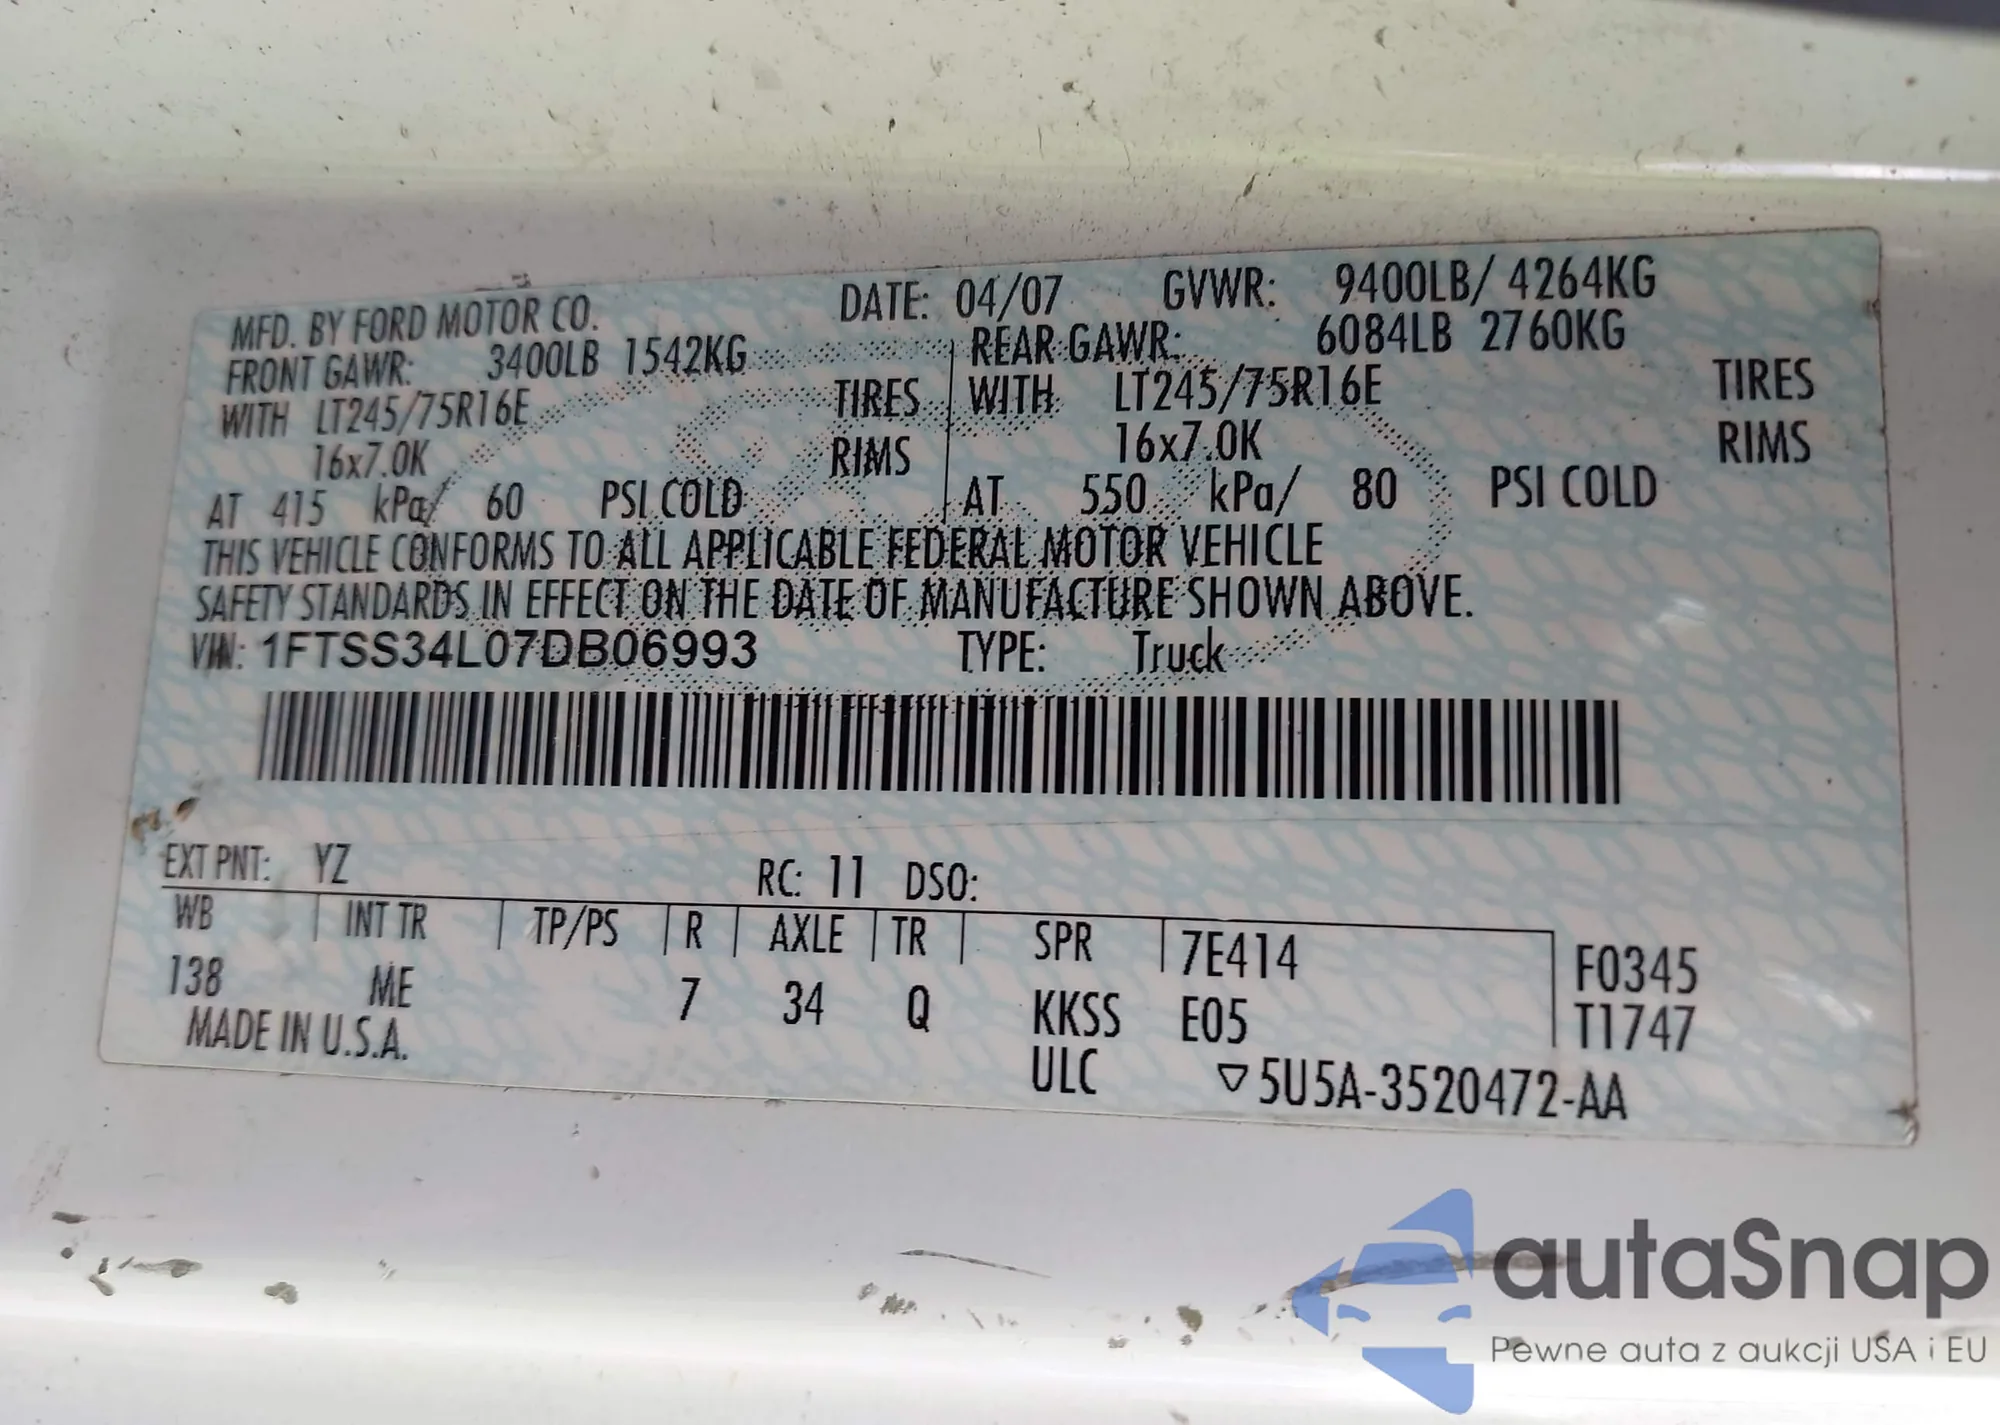 MFD. BY FORD MOTOR CO. DATE: 04/07 GVWR: 9400LB/ 4264KG
FRONT GAWR: 3400LB 1542KG REAR GAWR: 6084LB 2760KG
WITH LT245/75R16E TIRES WITH LT245/75R16E TIRES
16x7.0K RIMS 16x7.0K RIMS
AT 415 kPa/ 60 PSI COLD AT 550 kPa/ 80 PSI COLD
THIS VEHICLE CONFORMS TO ALL APPLICABLE FEDERAL MOTOR VEHICLE
SAFETY STANDARDS IN EFFECT ON THE DATE OF MANUFACTURE SHOWN ABOVE.
VIN: 1FTSS34L07DB06993 TYPE: Truck
EXT PNT: YZ RC: 11 DSO:
WB INT TR TP/PS R AXLE TR SPR 7E414 F0345
138 ME 7 34 Q KKSS E05 T1747
MADE IN U.S.A. ULC ▽5U5A-3520472-AA
autaSnap
Pewne auta z aukcji USA i EU